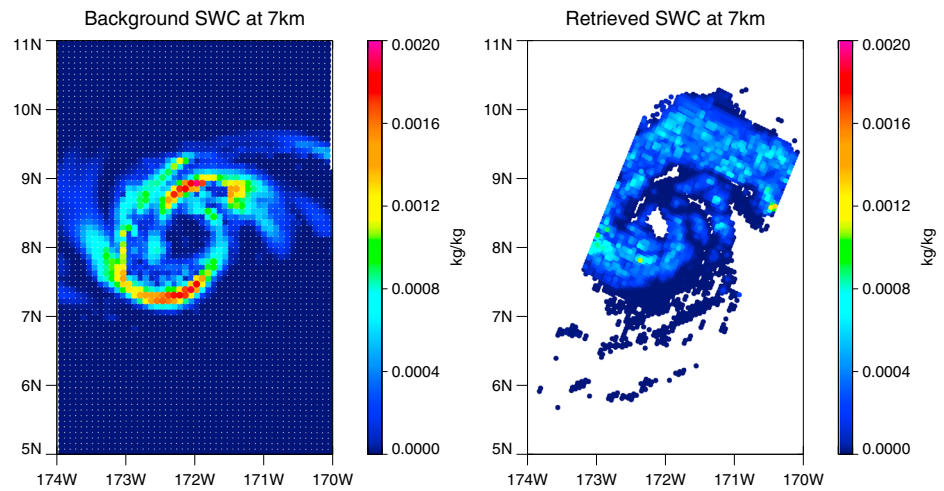 Background SWC at 7km
11N
10N
9N
8N
7N
6N
5N
174W 173W 172W 171W 170W
0.0020
0.0016
0.0012
0.0008
0.0004
0.0000
kg/kg
Retrieved SWC at 7km
11N
10N
9N
8N
7N
6N
5N
174W 173W 172W 171W 170W
0.0020
0.0016
0.0012
0.0008
0.0004
0.0000
kg/kg